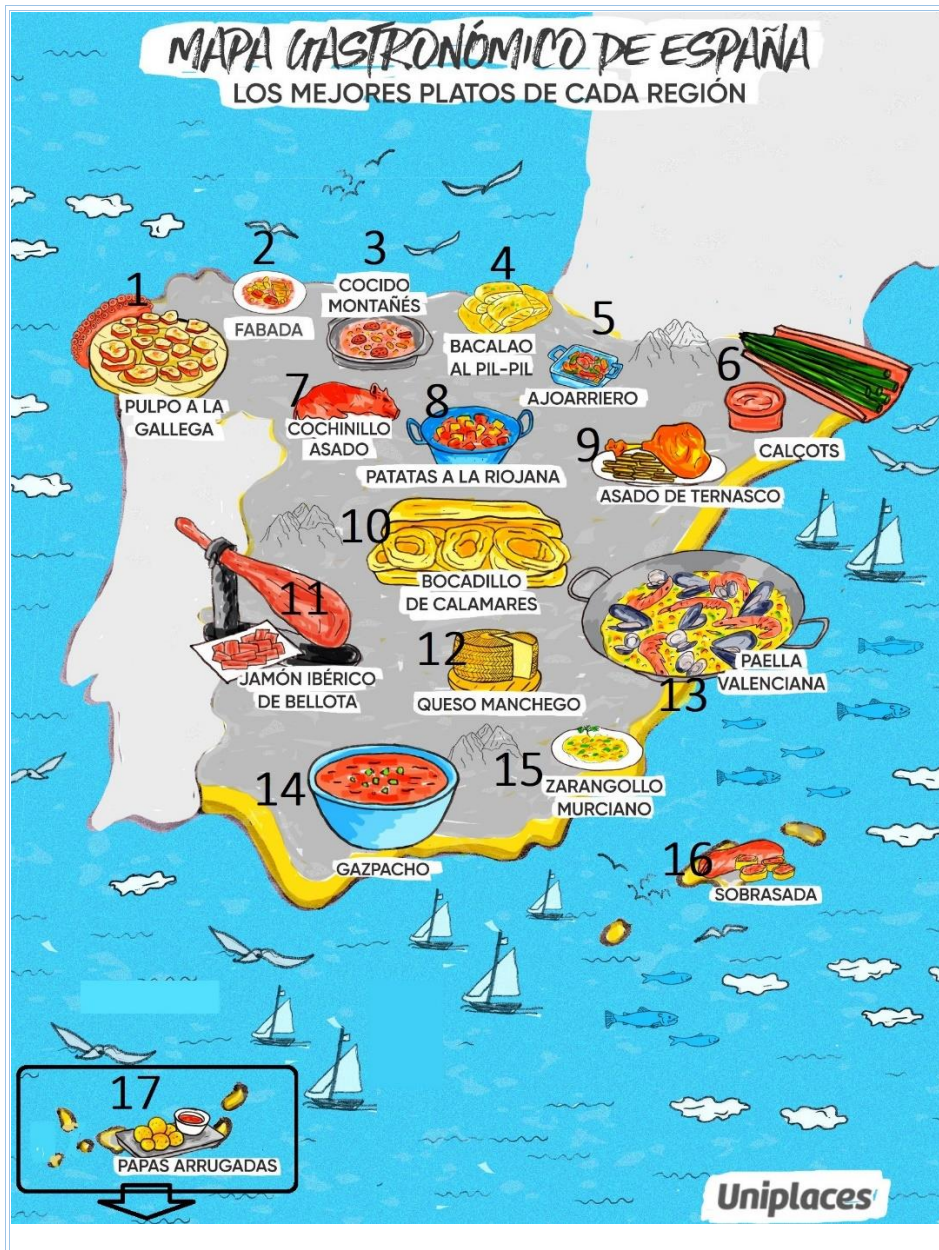 MAPA GASTRONÓMICO DE ESPAÑA
LOS MEJORES PLATOS DE CADA REGIÓN
1
PULPO A LA
GALLEGA
2
FABADA
3
COCIDO
MONTAÑÉS
4
BACALAO
AL PIL-PIL
5
AJOARRIERO
6
CALÇOTS
7
COCHINILLO
ASADO
8
PATATAS A LA RIOJANA
9
ASADO DE TERNASCO
10
BOCADILLO
DE CALAMARES
11
JAMÓN IBÉRICO
DE BELLOTA
12
QUESO MANCHEGO
PAELLA
VALENCIANA
13
14
GAZPACHO
15
ZARANGOLLO
MURCIANO
16
SOBRASADA
17
PAPAS ARRUGADAS
Uniplaces